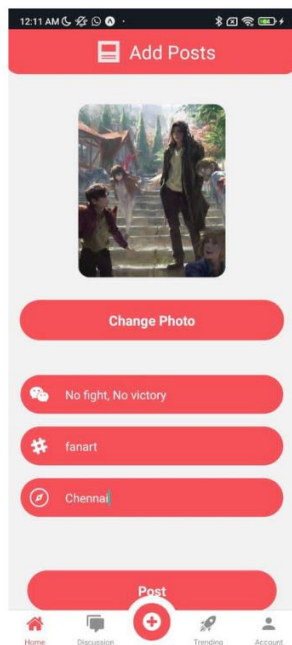 12:11 AM
Add Posts
Change Photo
No fight, No victory
fanart
Chennai
Post
Home
Discussion
Trending
Account